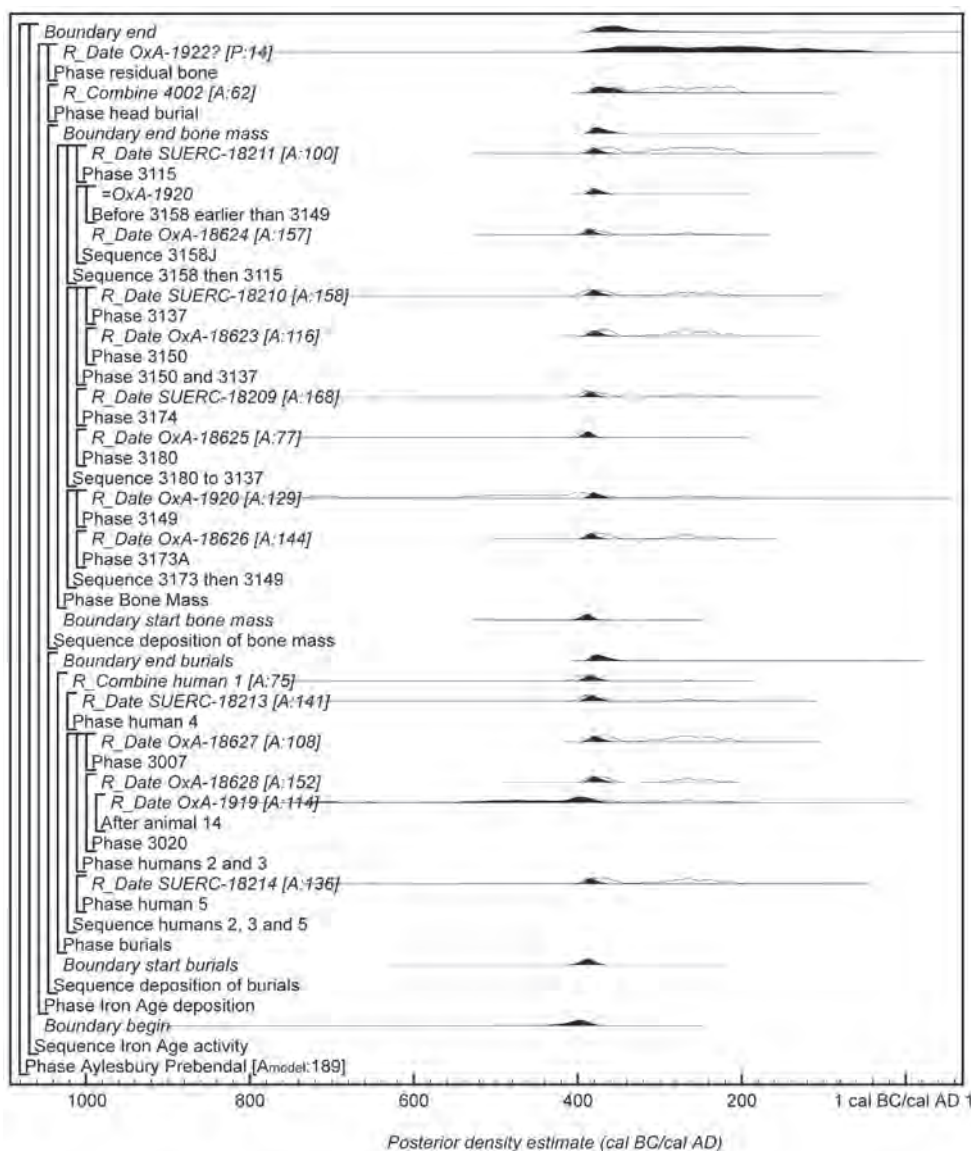 Boundary end
R_Date OxA-1922? [P:14]
Phase residual bone
R_Combine 4002 [A:62]
Phase head burial
Boundary end bone mass
R_Date SUERC-18211 [A:100]
Phase 3115
=OxA-1920
Before 3158 earlier than 3149
R_Date OxA-18624 [A:157]
Sequence 3158J
Sequence 3158 then 3115
R_Date SUERC-18210 [A:158]
Phase 3137
R_Date OxA-18623 [A:116]
Phase 3150
Phase 3150 and 3137
R_Date SUERC-18209 [A:168]
Phase 3174
R_Date OxA-18625 [A:77]
Phase 3180
Sequence 3180 to 3137
R_Date OxA-1920 [A:129]
Phase 3149
R_Date OxA-18626 [A:144]
Phase 3173A
Sequence 3173 then 3149
Phase Bone Mass
Boundary start bone mass
Sequence deposition of bone mass
Boundary end burials
R_Combine human 1 [A:75]
R_Date SUERC-18213 [A:141]
Phase human 4
R_Date OxA-18627 [A:108]
Phase 3007
R_Date OxA-18628 [A:152]
R_Date OxA-1919 [A:114]
After animal 14
Phase 3020
Phase humans 2 and 3
R_Date SUERC-18214 [A:136]
Phase human 5
Sequence humans 2, 3 and 5
Phase burials
Boundary start burials
Sequence deposition of burials
Phase Iron Age deposition
Boundary begin
Sequence Iron Age activity
Phase Aylesbury Prebendal [Amodel:189]
1000 800 600 400 200 1 cal BC/cal AD 1
Posterior density estimate (cal BC/cal AD)